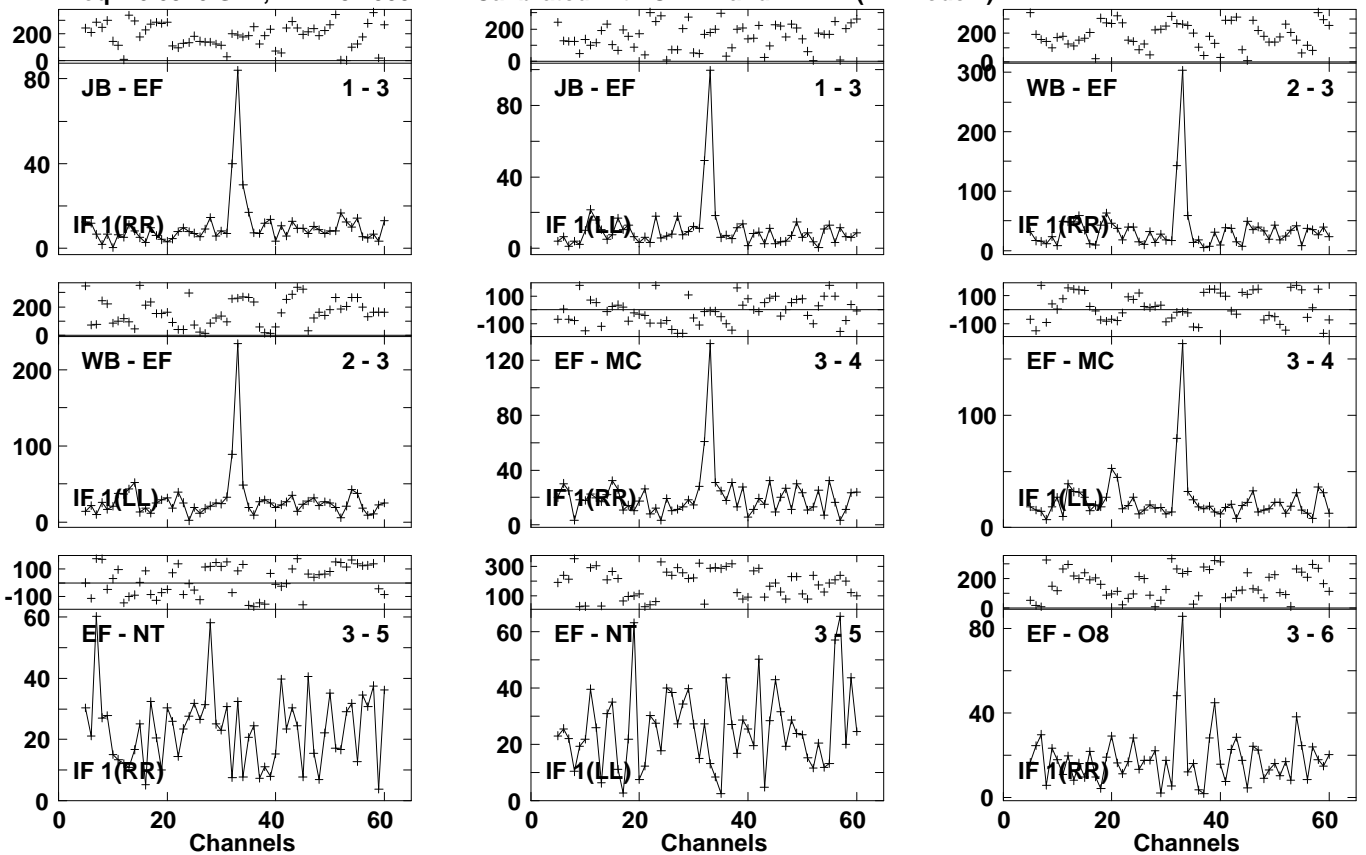 200
0
200
0
200
0
80
40
0
JB - EF 1 - 3
IF 1(RR)
80
40
0
JB - EF 1 - 3
IF 1(LL)
300
200
100
0
WB - EF 2 - 3
IF 1(RR)
200
0
100
-100
100
-100
200
100
0
WB - EF 2 - 3
IF 1(LL)
120
80
40
0
EF - MC 3 - 4
IF 1(RR)
100
0
EF - MC 3 - 4
IF 1(LL)
100
-100
300
100
200
0
60
40
20
0
EF - NT 3 - 5
IF 1(RR)
60
40
20
0
EF - NT 3 - 5
IF 1(LL)
80
40
0
EF - O8 3 - 6
IF 1(RR)
0 20 40 60
0 20 40 60
0 20 40 60
Channels
Channels
Channels